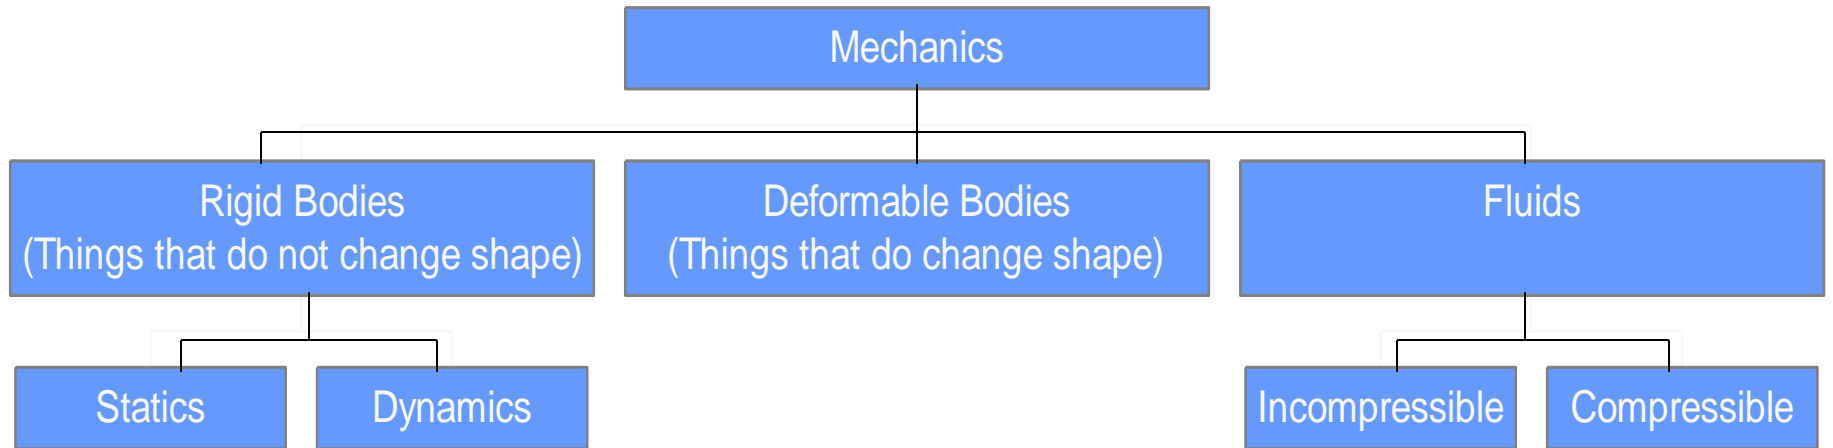 Mechanics
Rigid Bodies
(Things that do not change shape)
Deformable Bodies
(Things that do change shape)
Fluids
Statics
Dynamics
Incompressible
Compressible